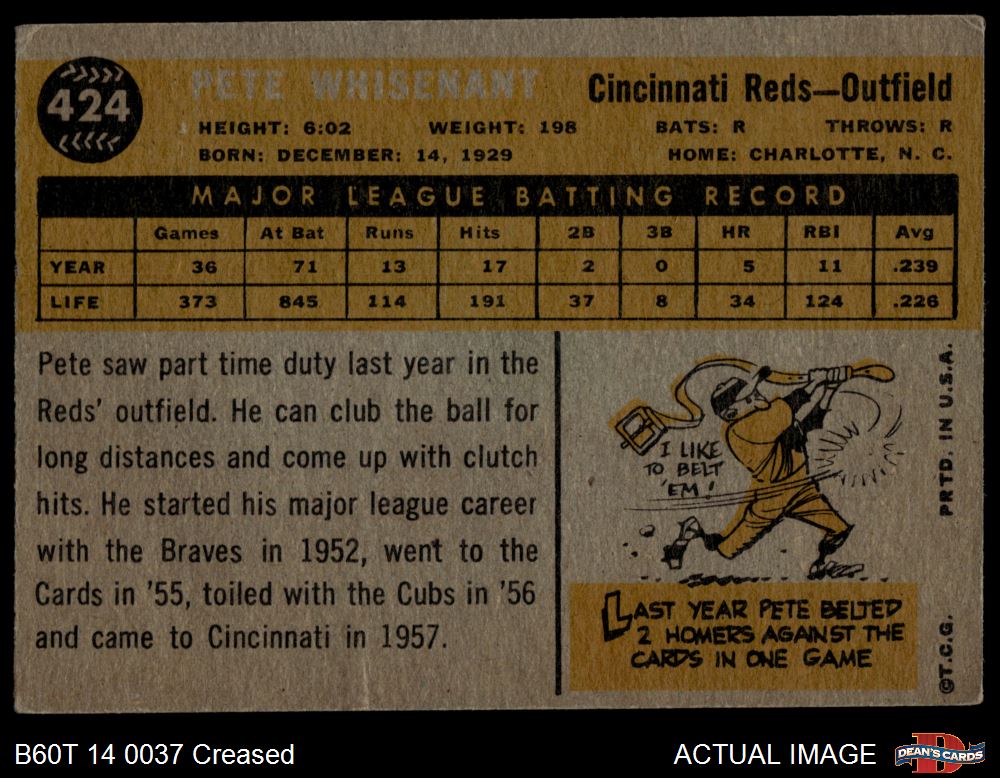 424
PETE WHISENANT
Cincinnati Reds—Outfield
HEIGHT: 6:02 WEIGHT: 198 BATS: R THROWS: R
BORN: DECEMBER: 14, 1929 HOME: CHARLOTTE, N. C.
MAJOR LEAGUE BATTING RECORD
Games At Bat Runs Hits 2B 3B HR RBI Avg
YEAR 36 71 13 17 2 0 5 11 .239
LIFE 373 845 114 191 37 8 34 124 .226
Pete saw part time duty last year in the
Reds' outfield. He can club the ball for
long distances and come up with clutch
hits. He started his major league career
with the Braves in 1952, went to the
Cards in '55, toiled with the Cubs in '56
and came to Cincinnati in 1957.
I LIKE
TO BELT
'EM!
LAST YEAR PETE BELTED
2 HOMERS AGAINST THE
CARDS IN ONE GAME
©T.C.G. PRTD. IN U.S.A.
B60T 14 0037 Creased
ACTUAL IMAGE
DEAN'S CARDS